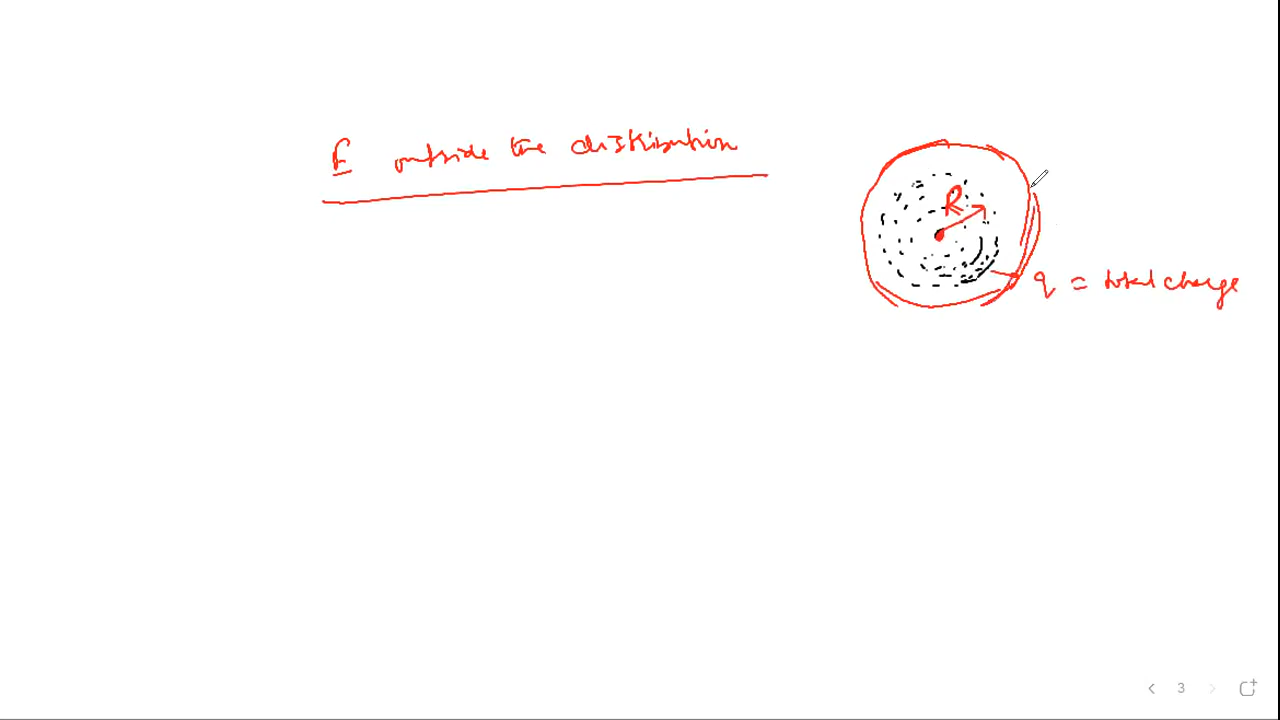 E outside the distribution
R
q = total charge
3